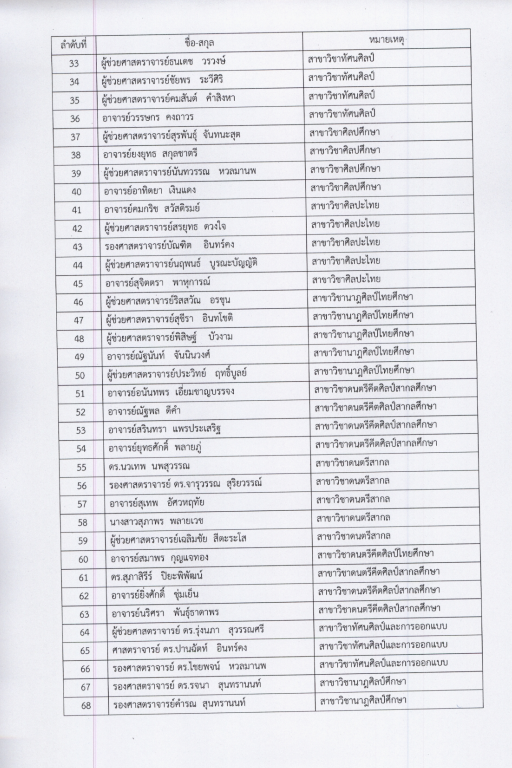 ลำดับที่ ชื่อ-สกุล หมายเหตุ
33 ผู้ช่วยศาสตราจารย์ธนเดช วรวงษ์ สาขาวิชาทัศนศิลป์
34 ผู้ช่วยศาสตราจารย์ชัยพร ระวีศิริ สาขาวิชาทัศนศิลป์
35 ผู้ช่วยศาสตราจารย์คมสันต์ คำสิงหา สาขาวิชาทัศนศิลป์
36 อาจารย์วรรษกร คงถาวร สาขาวิชาทัศนศิลป์
37 ผู้ช่วยศาสตราจารย์สุรพันธุ์ จันทนะสุต สาขาวิชาศิลปศึกษา
38 อาจารย์ยงยุทธ สกุลชาตรี สาขาวิชาศิลปศึกษา
39 ผู้ช่วยศาสตราจารย์นันทวรรณ หวลมานพ สาขาวิชาศิลปศึกษา
40 อาจารย์อาทิตยา เงินแดง สาขาวิชาศิลปศึกษา
41 อาจารย์คมกริช สวัสดิรมย์ สาขาวิชาศิลปะไทย
42 ผู้ช่วยศาสตราจารย์สรยุทธ ดวงใจ สาขาวิชาศิลปะไทย
43 รองศาสตราจารย์บัณฑิต อินทร์คง สาขาวิชาศิลปะไทย
44 ผู้ช่วยศาสตราจารย์นฤพนธ์ บูรณะบัญญัติ สาขาวิชาศิลปะไทย
45 อาจารย์สุจิตตรา พาหุการณ์ สาขาวิชาศิลปะไทย
46 ผู้ช่วยศาสตราจารย์ริสสวัณ อรชุน สาขาวิชานาฏศิลป์ไทยศึกษา
47 ผู้ช่วยศาสตราจารย์สุชีรา อินทโชติ สาขาวิชานาฏศิลป์ไทยศึกษา
48 ผู้ช่วยศาสตราจารย์พิสิษฐ์ บัวงาม สาขาวิชานาฏศิลป์ไทยศึกษา
49 อาจารย์ณัฐนันท์ จันนินวงศ์ สาขาวิชานาฏศิลป์ไทยศึกษา
50 ผู้ช่วยศาสตราจารย์ประวิทย์ ฤทธิ์บูลย์ สาขาวิชานาฏศิลป์ไทยศึกษา
51 อาจารย์อนันทพร เอี่ยมชาญบรรจง สาขาวิชาดนตรีคีตศิลป์สากลศึกษา
52 อาจารย์ณัฐพล ดีคำ สาขาวิชาดนตรีคีตศิลป์สากลศึกษา
53 อาจารย์สรินทรา แพรประเสริฐ สาขาวิชาดนตรีคีตศิลป์สากลศึกษา
54 อาจารย์ยุทธศักดิ์ พลายภู่ สาขาวิชาดนตรีคีตศิลป์สากลศึกษา
55 ดร.นวเทพ นพสุวรรณ สาขาวิชาดนตรีสากล
56 รองศาสตราจารย์ ดร.จารุวรรณ สุริยวรรณ์ สาขาวิชาดนตรีสากล
57 อาจารย์สุเทพ อัศวหฤทัย สาขาวิชาดนตรีสากล
58 นางสาวสุภาพร พลายเวช สาขาวิชาดนตรีสากล
59 ผู้ช่วยศาสตราจารย์เฉลิมชัย สีตะระโส สาขาวิชาดนตรีสากล
60 อาจารย์สมาพร กุญแจทอง สาขาวิชาดนตรีคีตศิลป์ไทยศึกษา
61 ดร.สุภาสิรีร์ ปิยะพิพัฒน์ สาขาวิชาดนตรีคีตศิลป์สากลศึกษา
62 อาจารย์ยิ่งศักดิ์ ชุ่มเย็น สาขาวิชาดนตรีคีตศิลป์สากลศึกษา
63 อาจารย์นริศรา พันธุ์ธาดาพร สาขาวิชาดนตรีคีตศิลป์สากลศึกษา
64 ผู้ช่วยศาสตราจารย์ ดร.รุ่งนภา สุวรรณศรี สาขาวิชาทัศนศิลป์และการออกแบบ
65 ศาสตราจารย์ ดร.ปานฉัตท์ อินทร์คง สาขาวิชาทัศนศิลป์และการออกแบบ
66 รองศาสตราจารย์ ดร.ไชยพจน์ หวลมานพ สาขาวิชาทัศนศิลป์และการออกแบบ
67 รองศาสตราจารย์ ดร.รจนา สุนทรานนท์ สาขาวิชานาฏศิลป์ศึกษา
68 รองศาสตราจารย์คำรณ สุนทรานนท์ สาขาวิชานาฏศิลป์ศึกษา